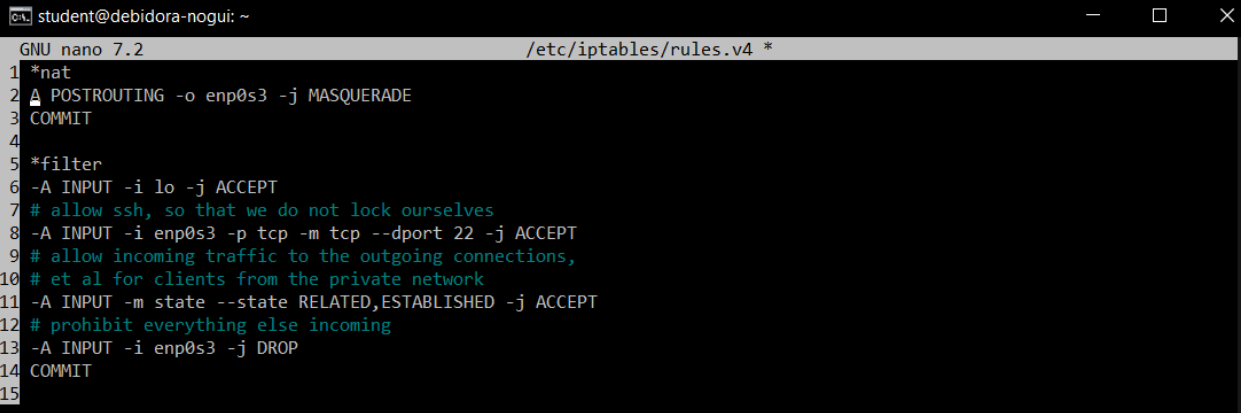 student@debidora-nogui: ~
GNU nano 7.2 /etc/iptables/rules.v4 *
1 *nat
2 A POSTROUTING -o enp0s3 -j MASQUERADE
3 COMMIT
4
5 *filter
6 -A INPUT -i lo -j ACCEPT
7 # allow ssh, so that we do not lock ourselves
8 -A INPUT -i enp0s3 -p tcp -m tcp --dport 22 -j ACCEPT
9 # allow incoming traffic to the outgoing connections,
10 # et al for clients from the private network
11 -A INPUT -m state --state RELATED,ESTABLISHED -j ACCEPT
12 # prohibit everything else incoming
13 -A INPUT -i enp0s3 -j DROP
14 COMMIT
15